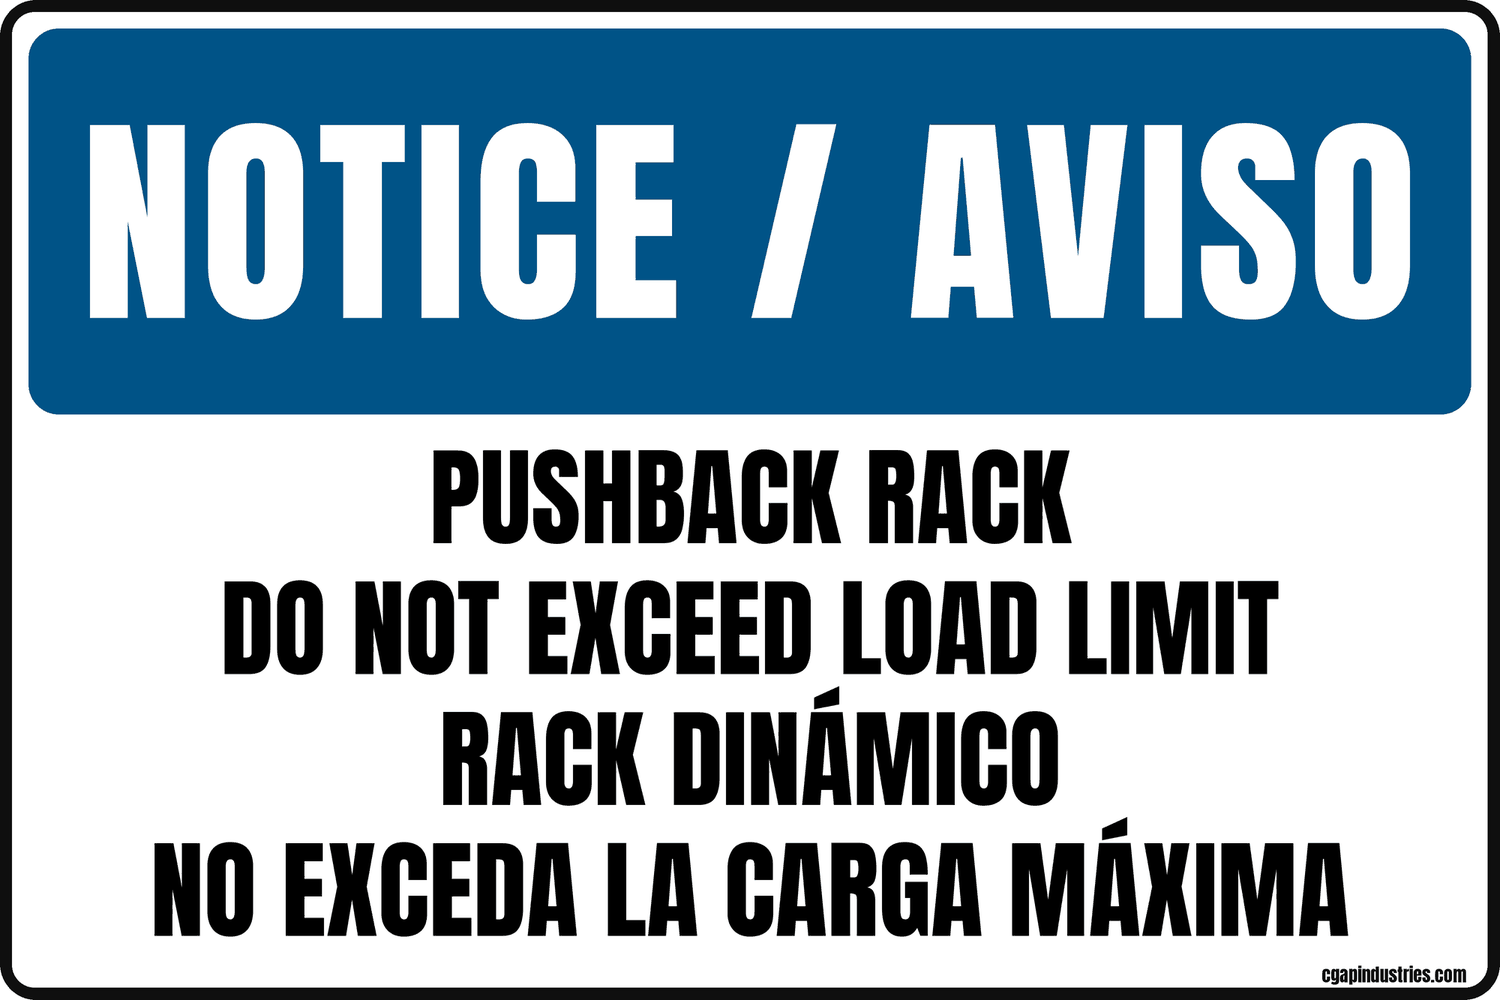 NOTICE / AVISO
PUSHBACK RACK
DO NOT EXCEED LOAD LIMIT
RACK DINÁMICO
NO EXCEDA LA CARGA MÁXIMA
cgapindustries.com